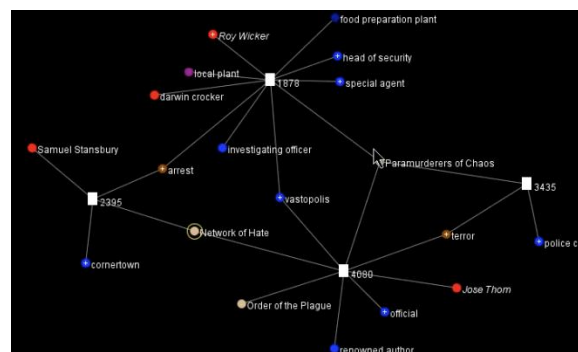 food preparation plant
Roy Wicker
head of security
local plant
1878
special agent
darwin crocker
Samuel Stansbury
investigating officer
arrest
Paramurderers of Chaos
3435
2395
vastopolis
Network of Hate
terror
police c
cornertown
4080
Jose Thom
Order of the Plague
official
renowned author